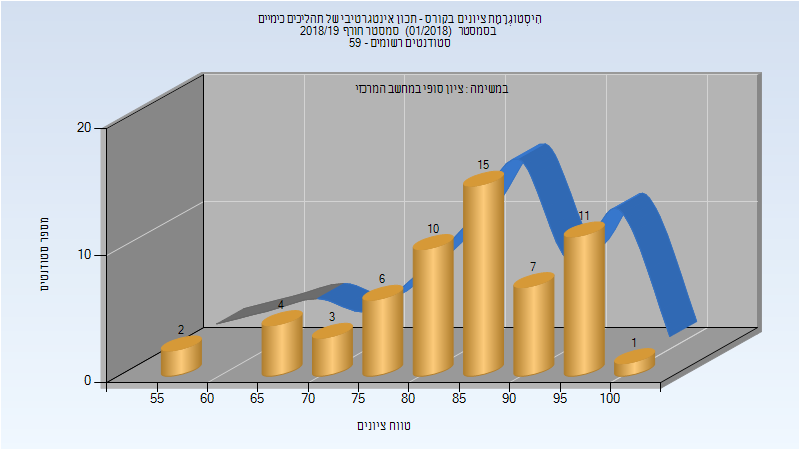 היסטוגרמת ציונים בקורס - תכון אינטגרטיבי של תהליכים כימיים
בסמסטר (01/2018) סמסטר חורף 2018/19
סטודנטים רשומים - 59
במשימה : ציון סופי במחשב המרכזי
20
10
0
מספר סטודנטים
2
4
3
6
10
15
7
11
1
55 60 65 70 75 80 85 90 95 100
טווח ציונים